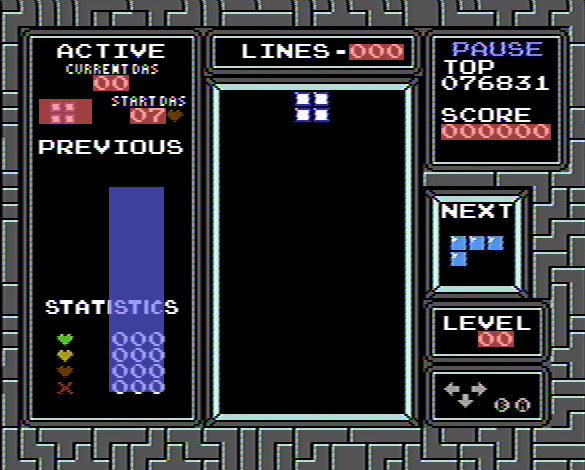 ACTIVE
CURRENT DAS
00
START DAS
07
PREVIOUS
STATISTICS
000
000
000
000
LINES-000
PAUSE
TOP
076831
SCORE
000000
NEXT
LEVEL
00
B A